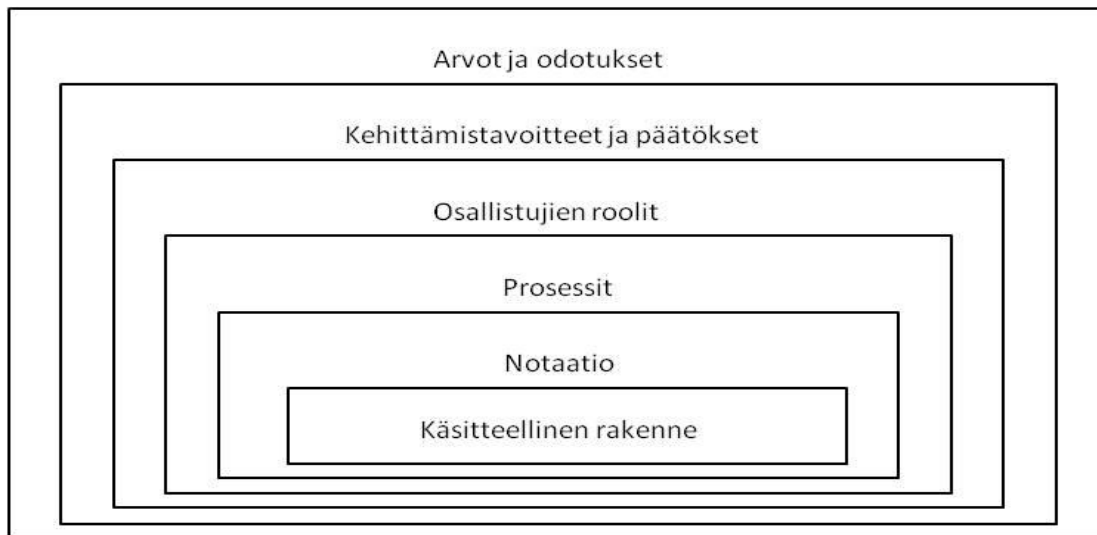 Arvot ja odotukset
Kehittämistavoitteet ja päätökset
Osallistujien roolit
Prosessit
Notaatio
Käsitteellinen rakenne